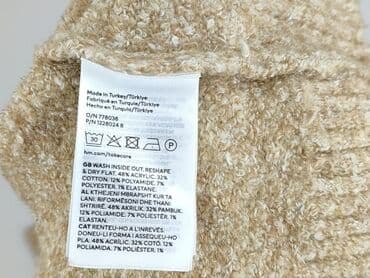 Made in Turkey/Türkiye
Fabriqué en Turquie/Türkiye
Hecho en Turquía/Türkiye
O/N 778036
P/N 1228024 8
30
P
hm.com/takecare
GB WASH INSIDE OUT, RESHAPE
& DRY FLAT, 48% ACRYLIC, 32%
COTTON, 12% POLYAMIDE, 7%
POLYESTER, 1% ELASTANE.
AL KTHEJENI MBRAPSHT KUR TA
LANI, RIFORMËSONI DHE THANI
SHTRIRË, 48% AKRILIK, 32% PAMBUK,
12% POLIAMIDE, 7% POLIESTËR, 1%
ELASTAN.
CAT RENTEU-HO A L'INREVÉS.
DONEU-LI FORMA I ASSEQUEU-HO
PLA, 48% ACRÍLIC, 32% COTÓ, 12%
POLIAMIDA, 7% POLIÈSTER, 1%